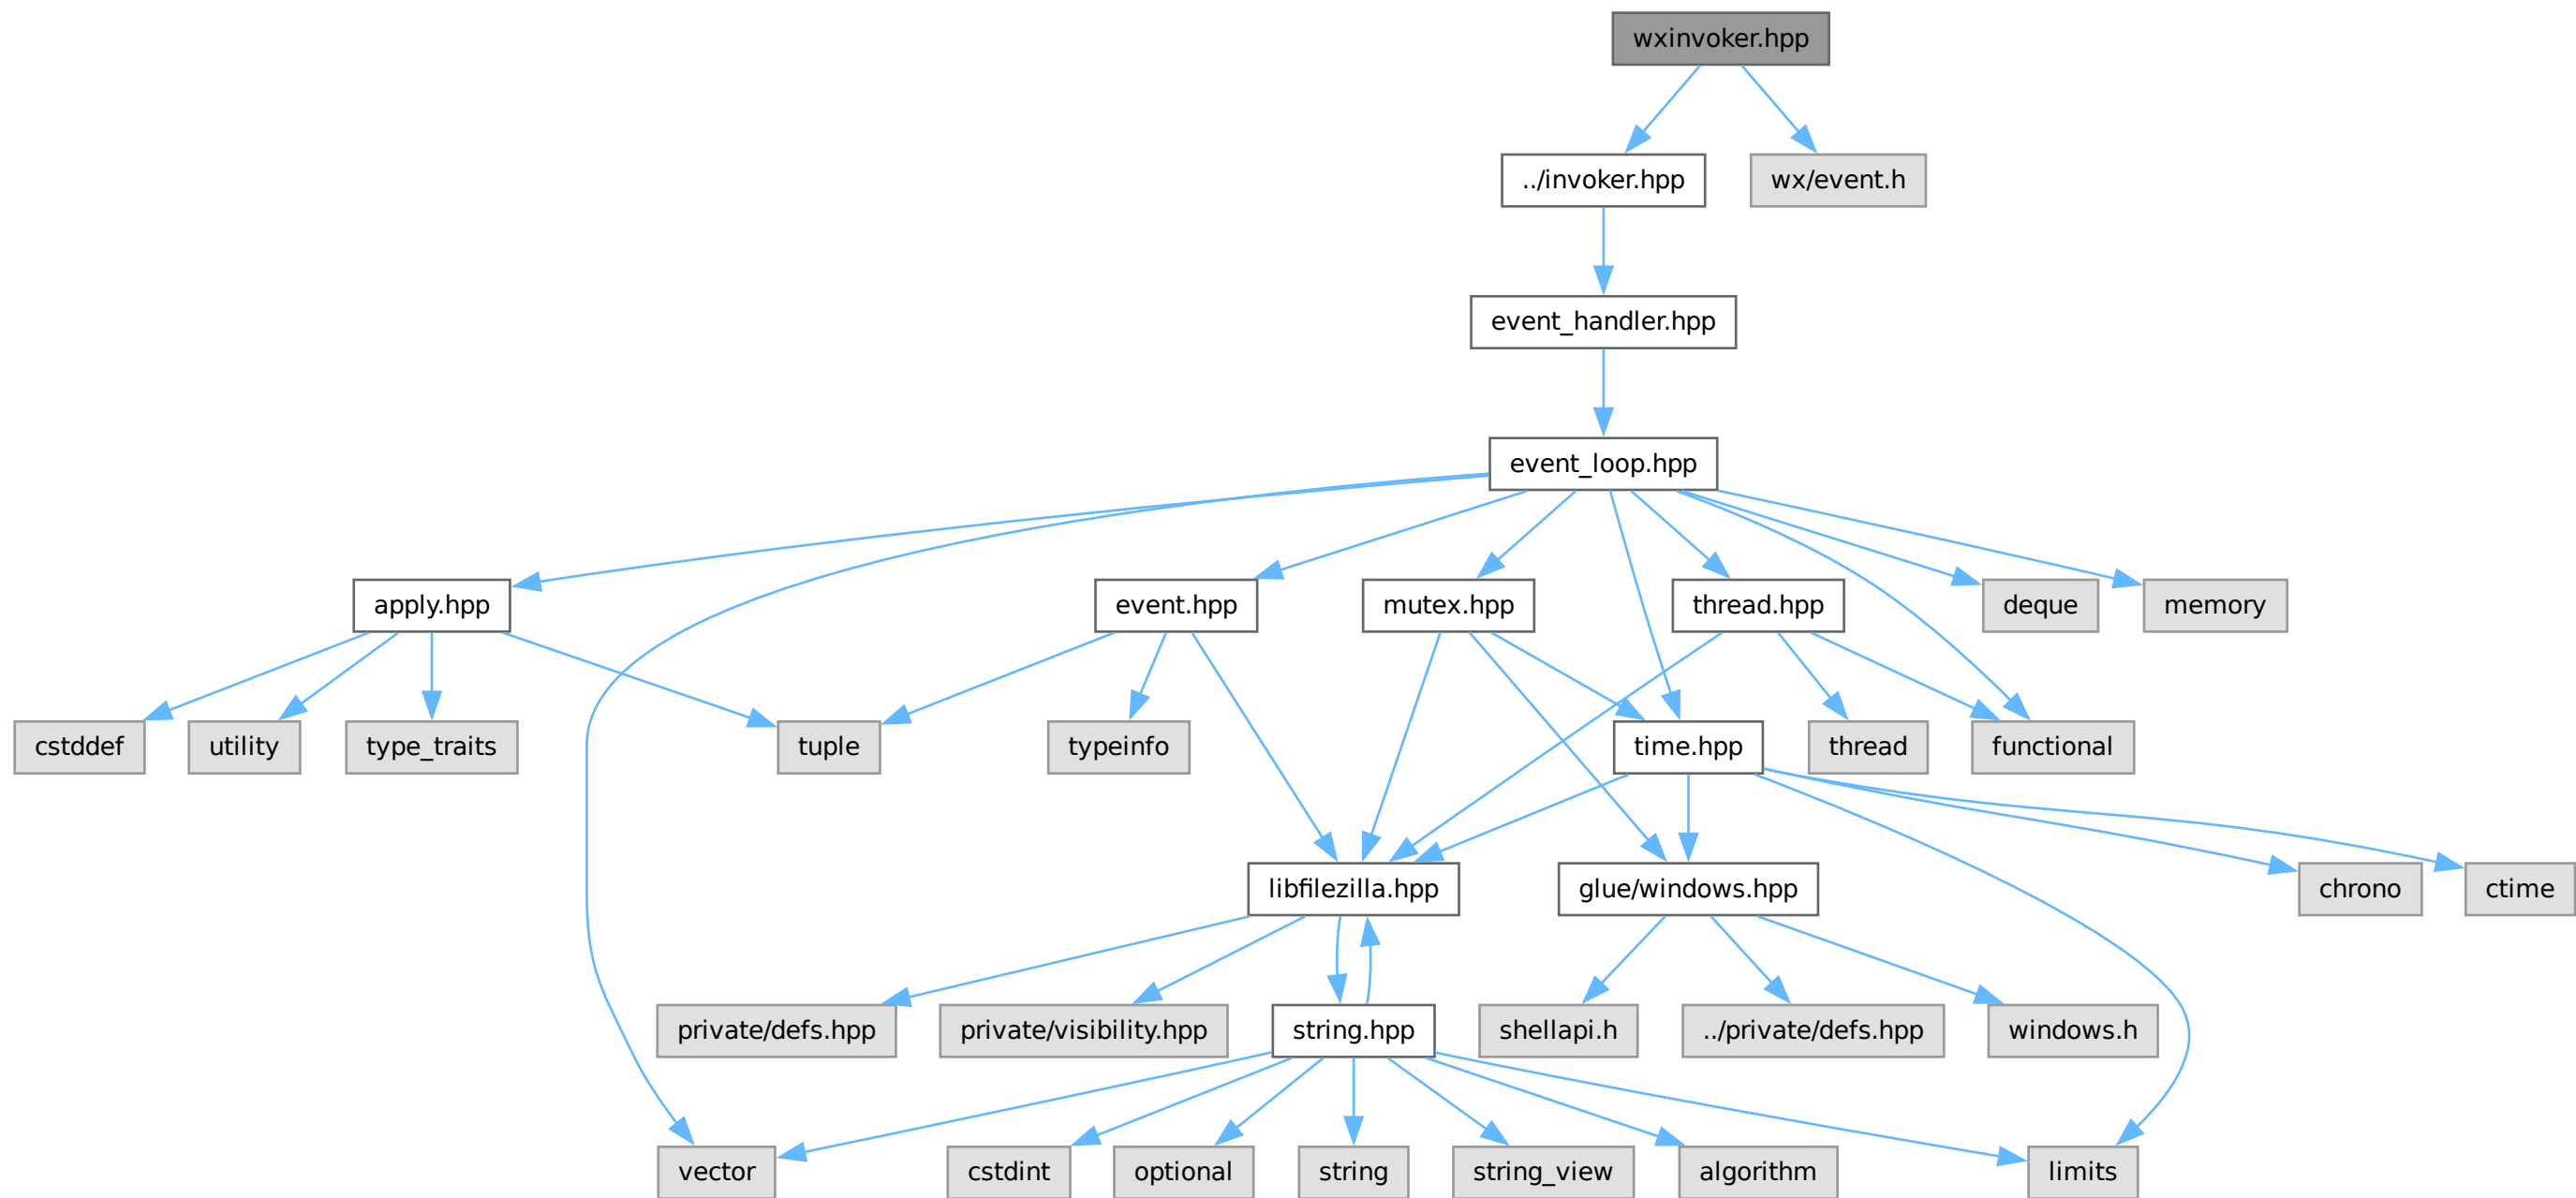 wxinvoker.hpp
../invoker.hpp
wx/event.h
event_handler.hpp
event_loop.hpp
apply.hpp
event.hpp
mutex.hpp
thread.hpp
deque
memory
cstddef
utility
type_traits
tuple
typeinfo
time.hpp
thread
functional
libfilezilla.hpp
glue/windows.hpp
chrono
ctime
private/defs.hpp
private/visibility.hpp
string.hpp
shellapi.h
../private/defs.hpp
windows.h
vector
cstdint
optional
string
string_view
algorithm
limits